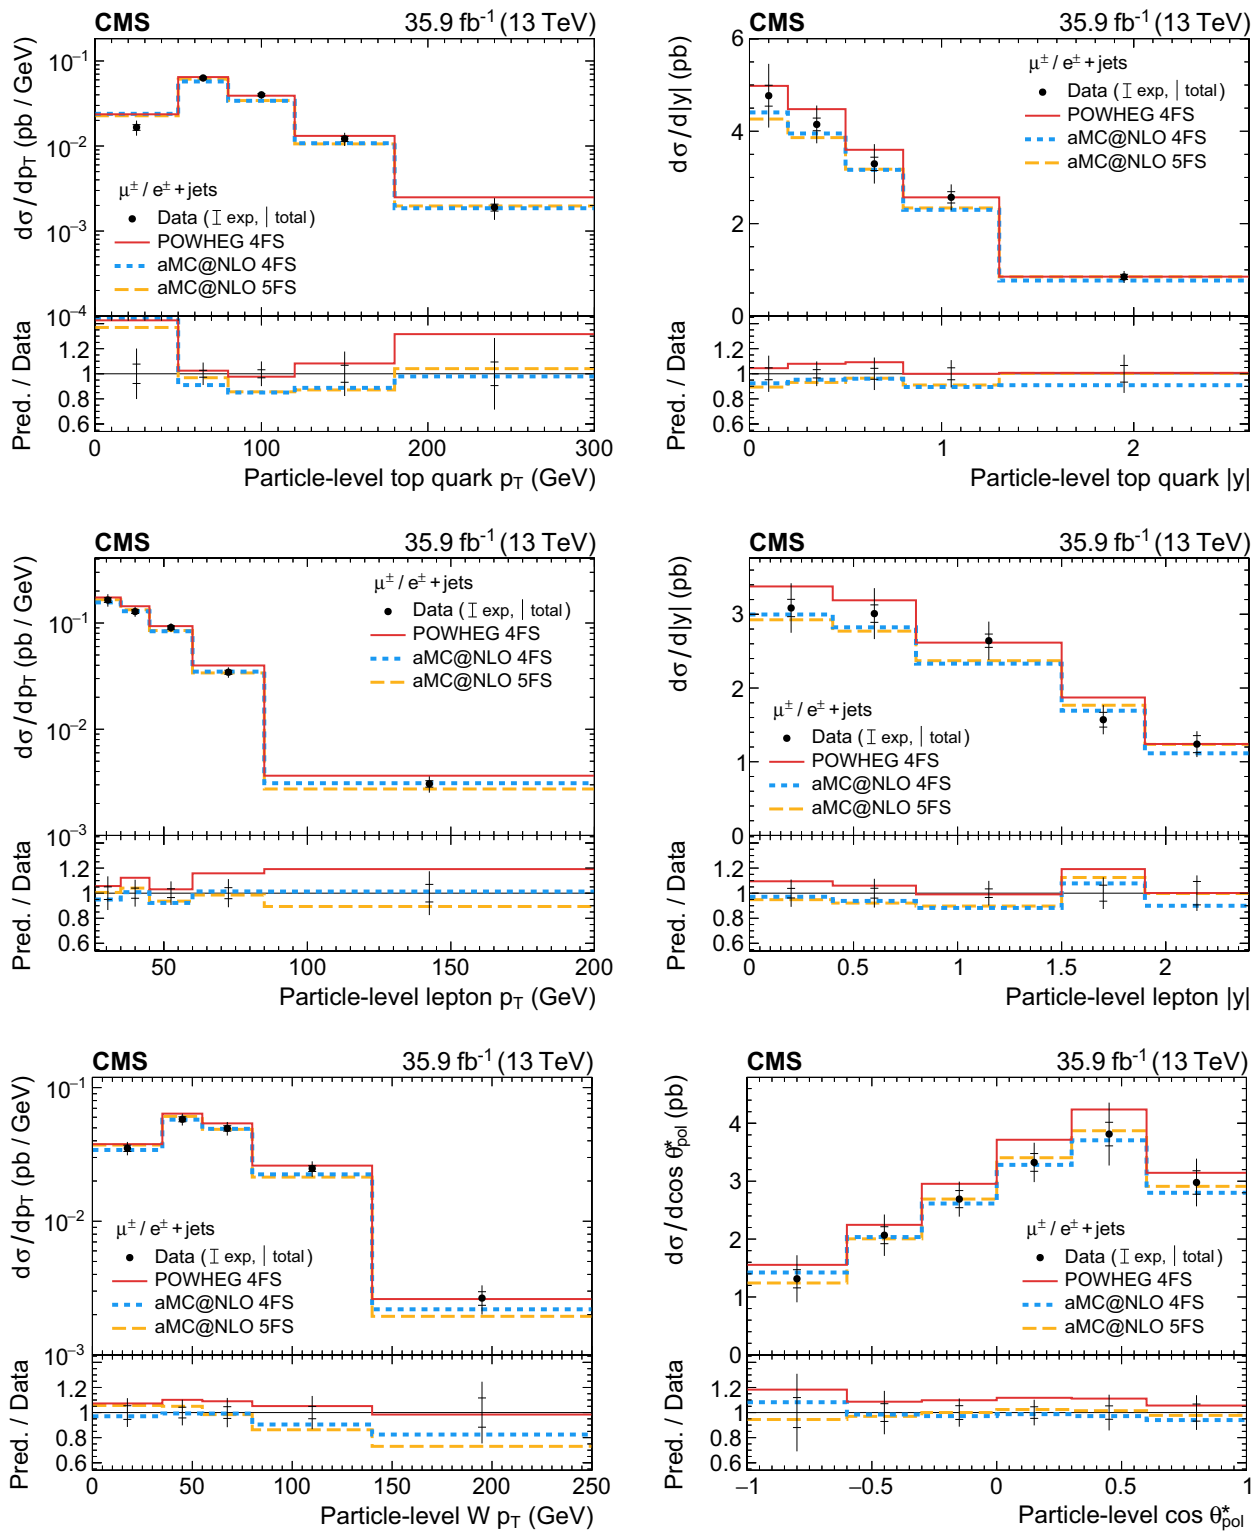 CMS 35.9 fb⁻¹ (13 TeV)
dσ/dp_T (pb / GeV)
10⁻¹
10⁻²
10⁻³
10⁻⁴
μ± / e± + jets
Data (⌶ exp, | total)
POWHEG 4FS
aMC@NLO 4FS
aMC@NLO 5FS
Pred. / Data
1.2
1
0.8
0.6
0 100 200 300
Particle-level top quark p_T (GeV)
CMS 35.9 fb⁻¹ (13 TeV)
dσ/d|y| (pb)
6
4
2
0
μ± / e± + jets
Data (⌶ exp, | total)
POWHEG 4FS
aMC@NLO 4FS
aMC@NLO 5FS
Pred. / Data
1.2
1
0.8
0.6
0 1 2
Particle-level top quark |y|
CMS 35.9 fb⁻¹ (13 TeV)
dσ/dp_T (pb / GeV)
10⁻¹
10⁻²
10⁻³
μ± / e± + jets
Data (⌶ exp, | total)
POWHEG 4FS
aMC@NLO 4FS
aMC@NLO 5FS
Pred. / Data
1.2
1
0.8
0.6
50 100 150 200
Particle-level lepton p_T (GeV)
CMS 35.9 fb⁻¹ (13 TeV)
dσ/d|y| (pb)
3
2
1
0
μ± / e± + jets
Data (⌶ exp, | total)
POWHEG 4FS
aMC@NLO 4FS
aMC@NLO 5FS
Pred. / Data
1.2
1
0.8
0.6
0 0.5 1 1.5 2
Particle-level lepton |y|
CMS 35.9 fb⁻¹ (13 TeV)
dσ/dp_T (pb / GeV)
10⁻¹
10⁻²
10⁻³
μ± / e± + jets
Data (⌶ exp, | total)
POWHEG 4FS
aMC@NLO 4FS
aMC@NLO 5FS
Pred. / Data
1.2
1
0.8
0.6
0 50 100 150 200 250
Particle-level W p_T (GeV)
CMS 35.9 fb⁻¹ (13 TeV)
dσ/dcos θ*_pol (pb)
4
3
2
1
0
μ± / e± + jets
Data (⌶ exp, | total)
POWHEG 4FS
aMC@NLO 4FS
aMC@NLO 5FS
Pred. / Data
1.2
1
0.8
0.6
−1 −0.5 0 0.5 1
Particle-level cos θ*_pol